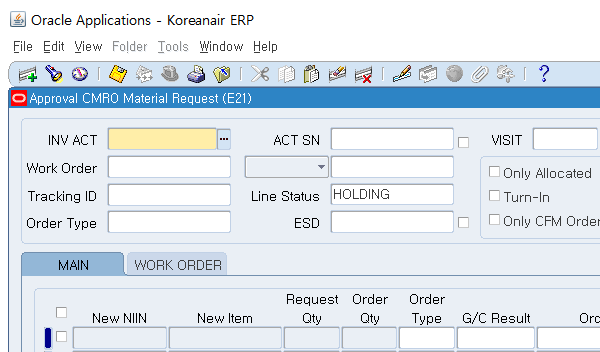 Oracle Applications - Koreanair ERP
File Edit View Folder Tools Window Help
Approval CMRO Material Request (E21)
INV ACT ... ACT SN VISIT
Work Order Only Allocated
Tracking ID Line Status HOLDING Turn-In
Order Type ESD Only CFM Order
MAIN WORK ORDER
Request Order Order
New NIIN New Item Qty Qty Type G/C Result